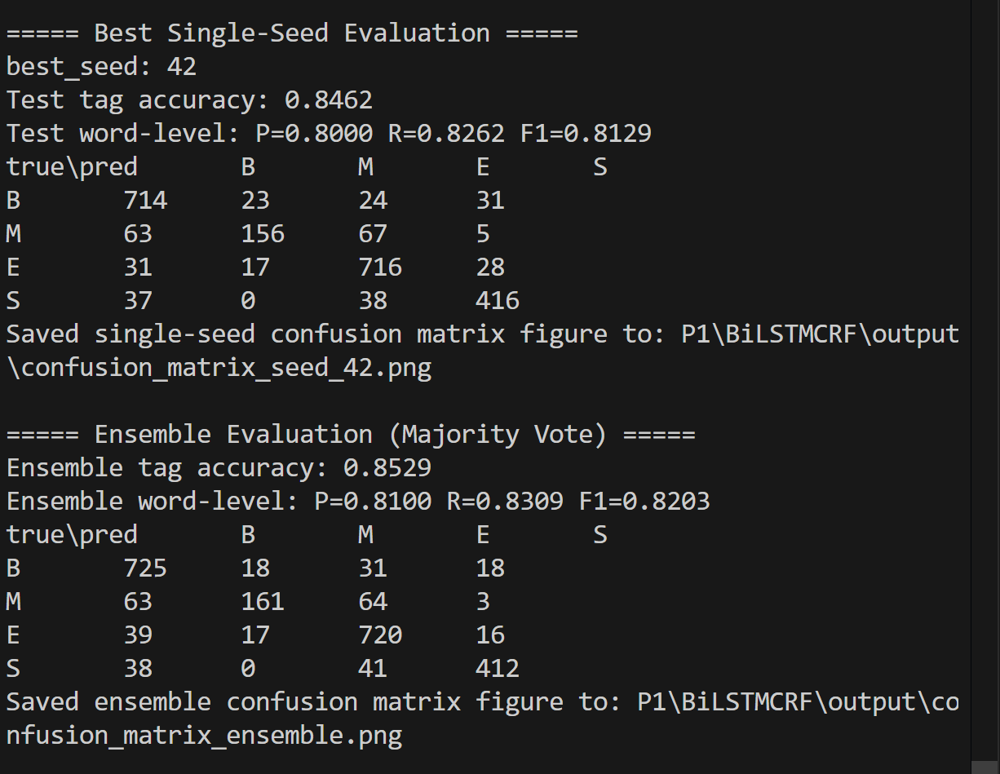 ===== Best Single-Seed Evaluation =====
best_seed: 42
Test tag accuracy: 0.8462
Test word-level: P=0.8000 R=0.8262 F1=0.8129
true\pred	B	M	E	S
B	714	23	24	31
M	63	156	67	5
E	31	17	716	28
S	37	0	38	416
Saved single-seed confusion matrix figure to: P1\BiLSTMCRF\output
\confusion_matrix_seed_42.png
===== Ensemble Evaluation (Majority Vote) =====
Ensemble tag accuracy: 0.8529
Ensemble word-level: P=0.8100 R=0.8309 F1=0.8203
true\pred	B	M	E	S
B	725	18	31	18
M	63	161	64	3
E	39	17	720	16
S	38	0	41	412
Saved ensemble confusion matrix figure to: P1\BiLSTMCRF\output\co
nfusion_matrix_ensemble.png